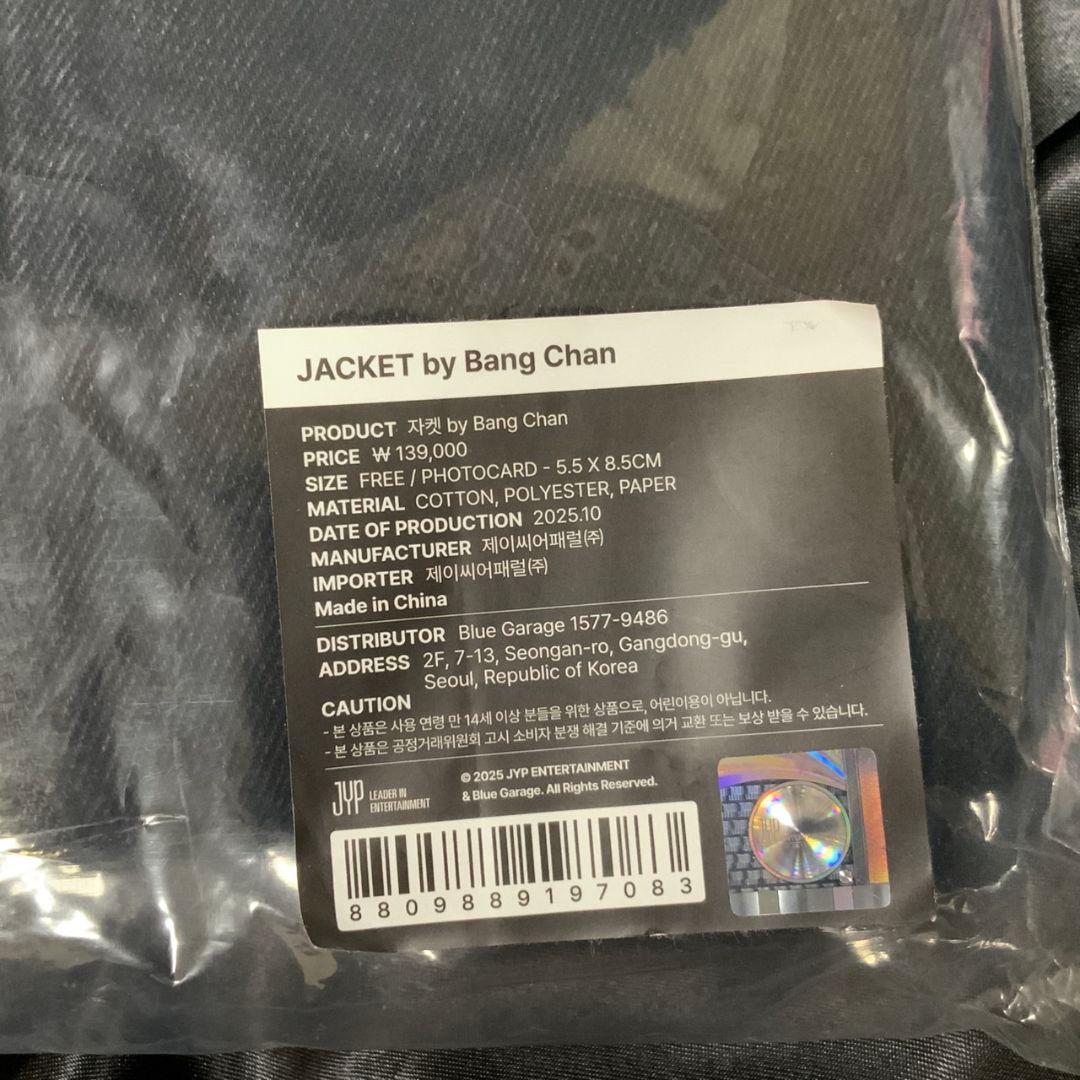 JACKET by Bang Chan
PRODUCT 자켓 by Bang Chan
PRICE ₩ 139,000
SIZE FREE / PHOTOCARD - 5.5 X 8.5CM
MATERIAL COTTON, POLYESTER, PAPER
DATE OF PRODUCTION 2025.10
MANUFACTURER 제이씨어패럴㈜
IMPORTER 제이씨어패럴㈜
Made in China
DISTRIBUTOR Blue Garage 1577-9486
ADDRESS 2F, 7-13, Seongan-ro, Gangdong-gu,
Seoul, Republic of Korea
CAUTION
- 본 상품은 사용 연령 만 14세 이상 분들을 위한 상품으로, 어린이용이 아닙니다.
- 본 상품은 공정거래위원회 고시 소비자 분쟁 해결 기준에 의거 교환 또는 보상 받을 수 있습니다.
JYP LEADER IN
ENTERTAINMENT
© 2025 JYP ENTERTAINMENT
& Blue Garage. All Rights Reserved.
8809889197083